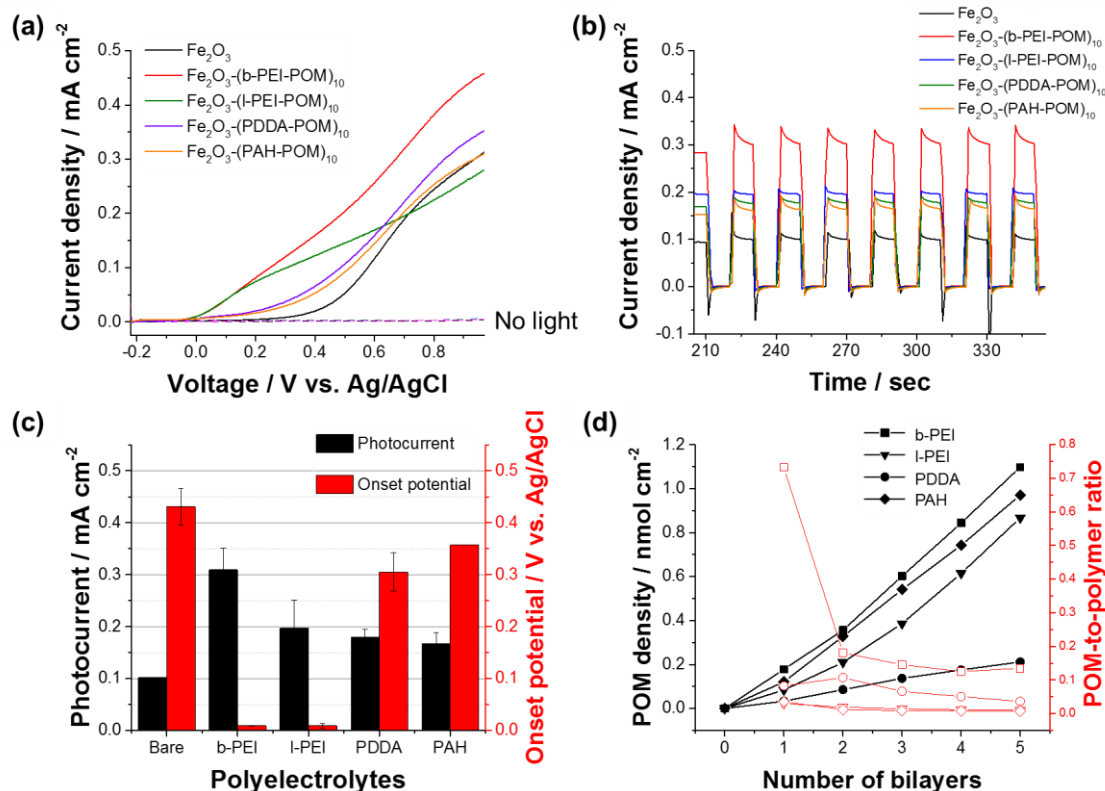 (a)
Fe₂O₃
Fe₂O₃-(b-PEI-POM)₁₀
Fe₂O₃-(l-PEI-POM)₁₀
Fe₂O₃-(PDDA-POM)₁₀
Fe₂O₃-(PAH-POM)₁₀
0.5
0.4
0.3
0.2
0.1
0.0
Current density / mA cm⁻²
No light
-0.2 0.0 0.2 0.4 0.6 0.8
Voltage / V vs. Ag/AgCl
(b)
Fe₂O₃
Fe₂O₃-(b-PEI-POM)₁₀
Fe₂O₃-(l-PEI-POM)₁₀
Fe₂O₃-(PDDA-POM)₁₀
Fe₂O₃-(PAH-POM)₁₀
0.5
0.4
0.3
0.2
0.1
0.0
-0.1
Current density / mA cm⁻²
210 240 270 300 330
Time / sec
(c)
Photocurrent
Onset potential
0.5
0.4
0.3
0.2
0.1
0.0
Photocurrent / mA cm⁻²
0.5
0.4
0.3
0.2
0.1
0.0
Onset potential / V vs. Ag/AgCl
Bare b-PEI l-PEI PDDA PAH
Polyelectrolytes
(d)
b-PEI
l-PEI
PDDA
PAH
1.2
1.0
0.8
0.6
0.4
0.2
0.0
POM density / nmol cm⁻²
0.8
0.7
0.6
0.5
0.4
0.3
0.2
0.1
0.0
POM-to-polymer ratio
0 1 2 3 4 5
Number of bilayers